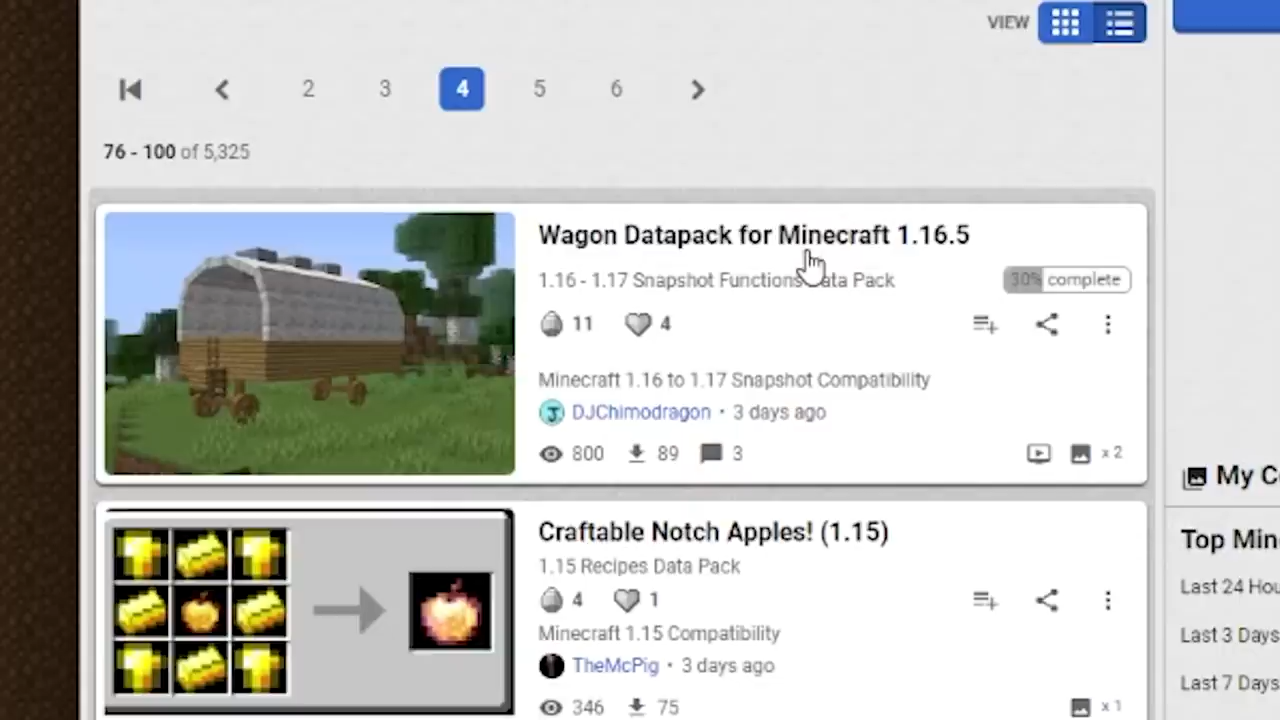 VIEW
2 3 4 5 6
76 - 100 of 5,325
Wagon Datapack for Minecraft 1.16.5
1.16 - 1.17 Snapshot Functions Data Pack
30% complete
11 4
Minecraft 1.16 to 1.17 Snapshot Compatibility
J DJChimodragon • 3 days ago
800 89 3 x 2
My C
Craftable Notch Apples! (1.15)
Top Min
1.15 Recipes Data Pack
Last 24 Hou
4 1
Minecraft 1.15 Compatibility
Last 3 Days
TheMcPig • 3 days ago
Last 7 Days
346 75 x 1